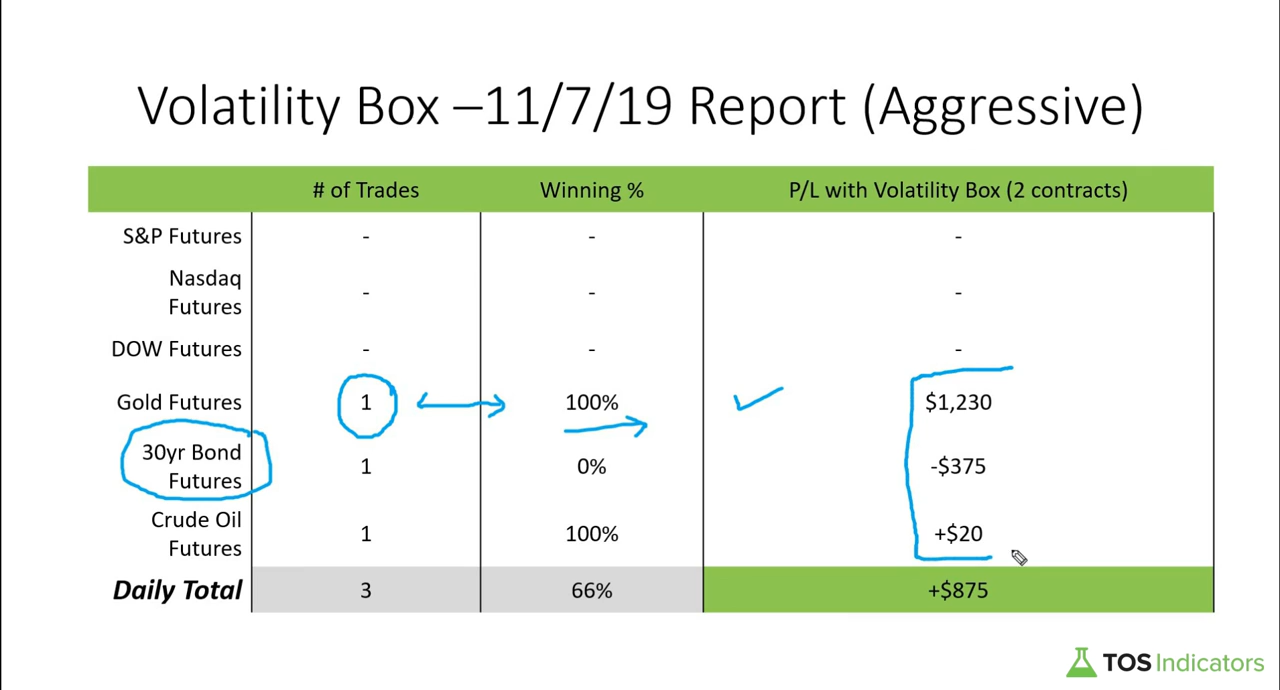 Volatility Box –11/7/19 Report (Aggressive)
# of Trades Winning % P/L with Volatility Box (2 contracts)
S&P Futures - - -
Nasdaq
Futures - - -
DOW Futures - - -
Gold Futures 1 100% $1,230
30yr Bond
Futures 1 0% -$375
Crude Oil
Futures 1 100% +$20
Daily Total 3 66% +$875
TOS Indicators